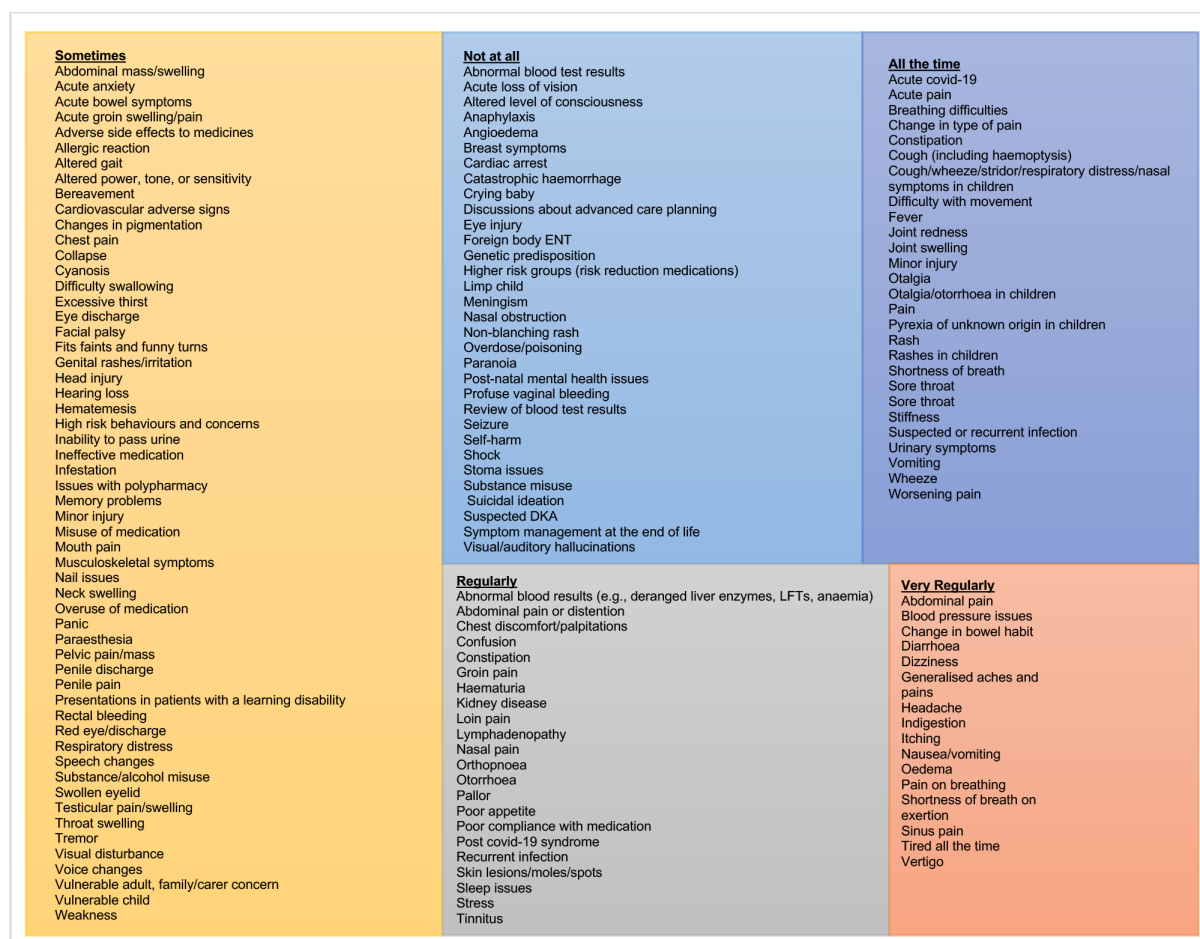 Sometimes
Abdominal mass/swelling
Acute anxiety
Acute bowel symptoms
Acute groin swelling/pain
Adverse side effects to medicines
Allergic reaction
Altered gait
Altered power, tone, or sensitivity
Bereavement
Cardiovascular adverse signs
Changes in pigmentation
Chest pain
Collapse
Cyanosis
Difficulty swallowing
Excessive thirst
Eye discharge
Facial palsy
Fits faints and funny turns
Genital rashes/irritation
Head injury
Hearing loss
Hematemesis
High risk behaviours and concerns
Inability to pass urine
Ineffective medication
Infestation
Issues with polypharmacy
Memory problems
Minor injury
Misuse of medication
Mouth pain
Musculoskeletal symptoms
Nail issues
Neck swelling
Overuse of medication
Panic
Paraesthesia
Pelvic pain/mass
Penile discharge
Penile pain
Presentations in patients with a learning disability
Rectal bleeding
Red eye/discharge
Respiratory distress
Speech changes
Substance/alcohol misuse
Swollen eyelid
Testicular pain/swelling
Throat swelling
Tremor
Visual disturbance
Voice changes
Vulnerable adult, family/carer concern
Vulnerable child
Weakness
Not at all
Abnormal blood test results
Acute loss of vision
Altered level of consciousness
Anaphylaxis
Angioedema
Breast symptoms
Cardiac arrest
Catastrophic haemorrhage
Crying baby
Discussions about advanced care planning
Eye injury
Foreign body ENT
Genetic predisposition
Higher risk groups (risk reduction medications)
Limp child
Meningism
Nasal obstruction
Non-blanching rash
Overdose/poisoning
Paranoia
Post-natal mental health issues
Profuse vaginal bleeding
Review of blood test results
Seizure
Self-harm
Shock
Stoma issues
Substance misuse
Suicidal ideation
Suspected DKA
Symptom management at the end of life
Visual/auditory hallucinations
All the time
Acute covid-19
Acute pain
Breathing difficulties
Change in type of pain
Constipation
Cough (including haemoptysis)
Cough/wheeze/stridor/respiratory distress/nasal
symptoms in children
Difficulty with movement
Fever
Joint redness
Joint swelling
Minor injury
Otalgia
Otalgia/otorrhoea in children
Pain
Pyrexia of unknown origin in children
Rash
Rashes in children
Shortness of breath
Sore throat
Sore throat
Stiffness
Suspected or recurrent infection
Urinary symptoms
Vomiting
Wheeze
Worsening pain
Regularly
Abnormal blood results (e.g., deranged liver enzymes, LFTs, anaemia)
Abdominal pain or distention
Chest discomfort/palpitations
Confusion
Constipation
Groin pain
Haematuria
Kidney disease
Loin pain
Lymphadenopathy
Nasal pain
Orthopnoea
Otorrhoea
Pallor
Poor appetite
Poor compliance with medication
Post covid-19 syndrome
Recurrent infection
Skin lesions/moles/spots
Sleep issues
Stress
Tinnitus
Very Regularly
Abdominal pain
Blood pressure issues
Change in bowel habit
Diarrhoea
Dizziness
Generalised aches and
pains
Headache
Indigestion
Itching
Nausea/vomiting
Oedema
Pain on breathing
Shortness of breath on
exertion
Sinus pain
Tired all the time
Vertigo